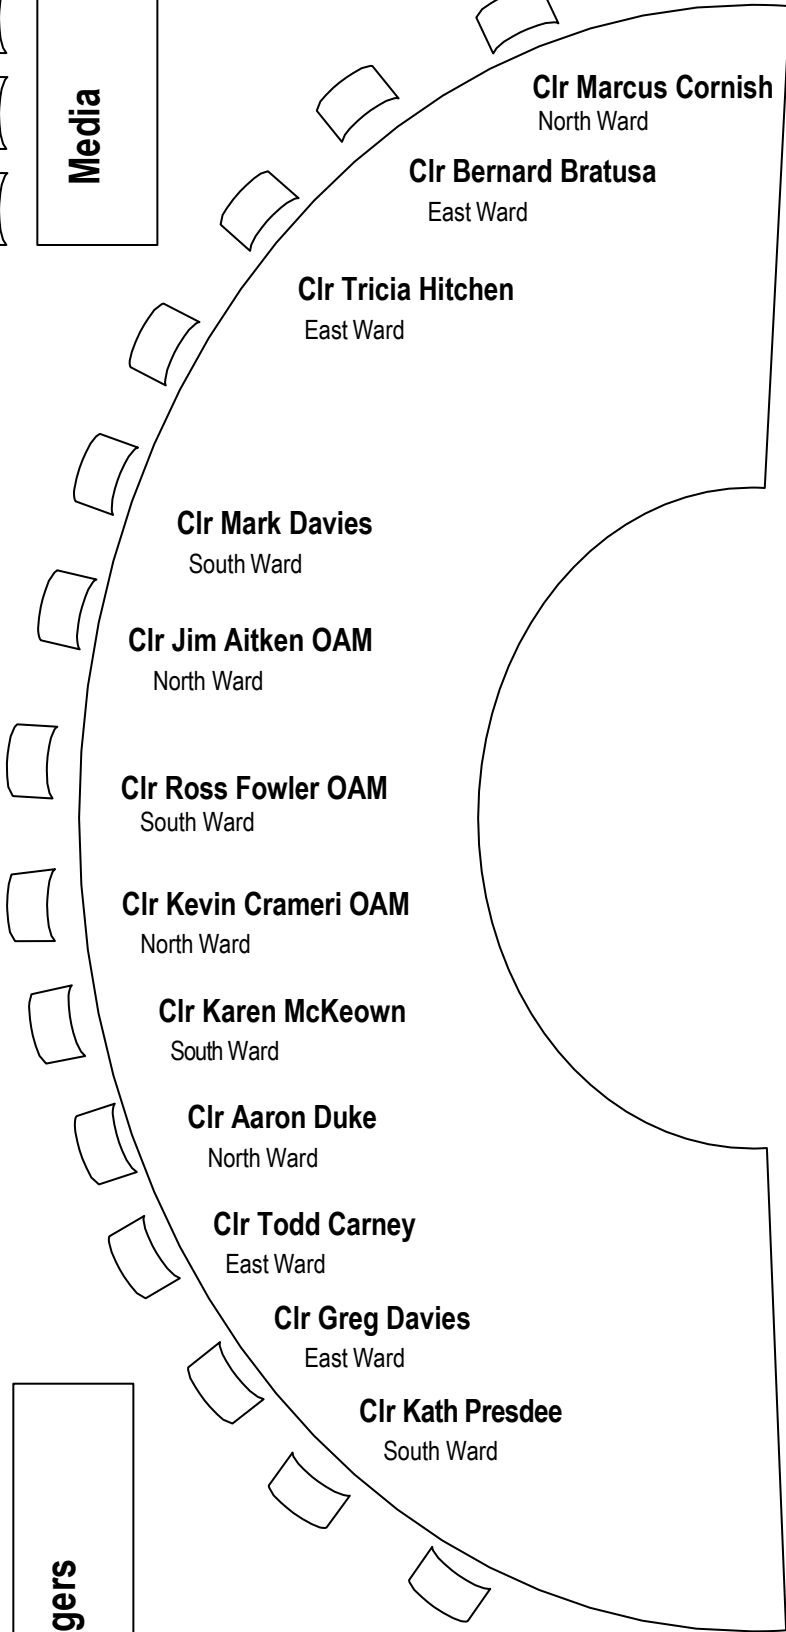 Media
Clr Marcus Cornish
North Ward
Clr Bernard Bratusa
East Ward
Clr Tricia Hitchen
East Ward
Clr Mark Davies
South Ward
Clr Jim Aitken OAM
North Ward
Clr Ross Fowler OAM
South Ward
Clr Kevin Crameri OAM
North Ward
Clr Karen McKeown
South Ward
Clr Aaron Duke
North Ward
Clr Todd Carney
East Ward
Clr Greg Davies
East Ward
Clr Kath Presdee
South Ward
gers